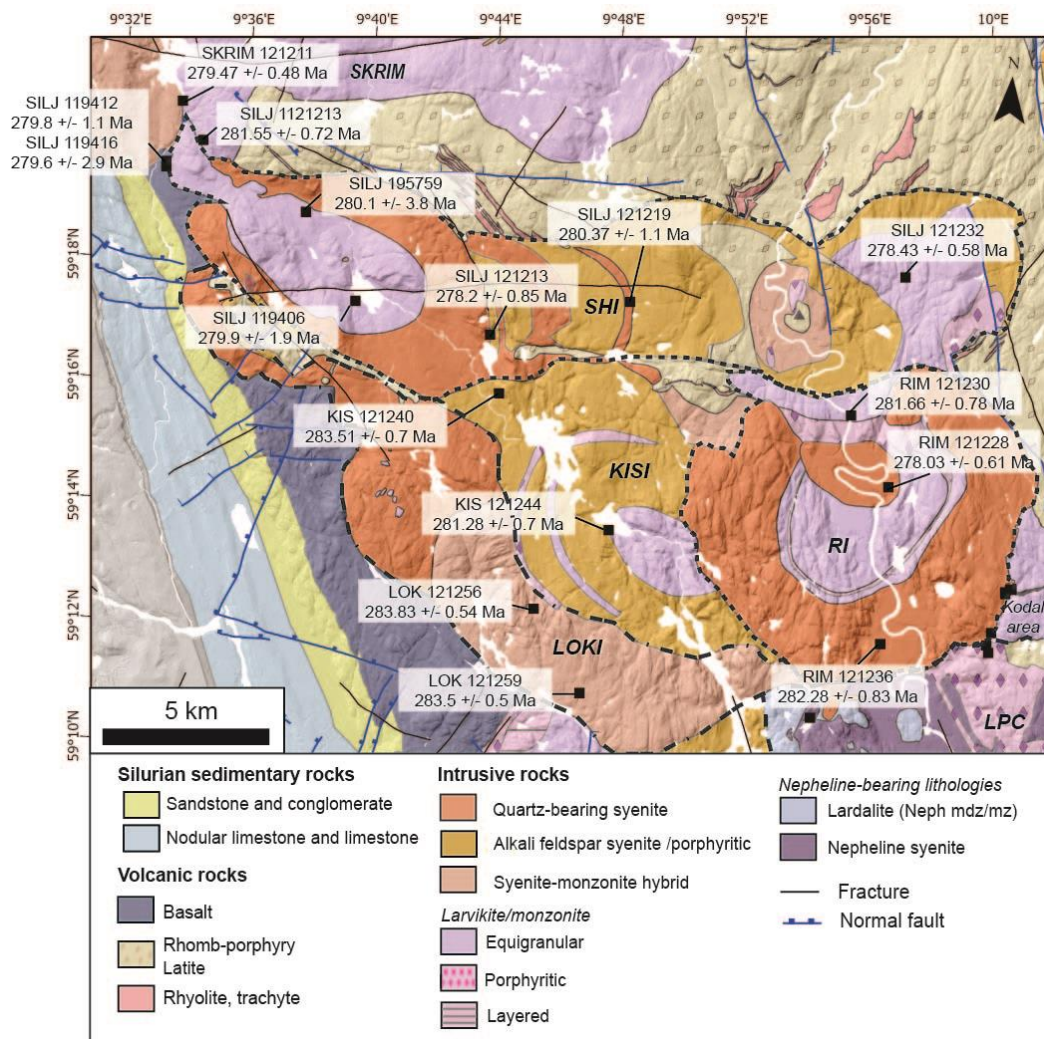 9°32'E
9°36'E
9°40'E
9°44'E
9°48'E
9°52'E
9°56'E
10°E
SKRIM 121211
279.47 +/- 0.48 Ma
SKRIM
N
SILJ 119412
279.8 +/- 1.1 Ma
SILJ 119416
279.6 +/- 2.9 Ma
SILJ 1121213
281.55 +/- 0.72 Ma
SILJ 195759
280.1 +/- 3.8 Ma
SILJ 121219
280.37 +/- 1.1 Ma
SILJ 121232
278.43 +/- 0.58 Ma
59°18'N
SILJ 121213
278.2 +/- 0.85 Ma
SHI
SILJ 119406
279.9 +/- 1.9 Ma
59°16'N
RIM 121230
281.66 +/- 0.78 Ma
KIS 121240
283.51 +/- 0.7 Ma
RIM 121228
278.03 +/- 0.61 Ma
KISI
59°14'N
KIS 121244
281.28 +/- 0.7 Ma
RI
LOK 121256
283.83 +/- 0.54 Ma
59°12'N
Kodal
area
LOKI
LOK 121259
283.5 +/- 0.5 Ma
RIM 121236
282.28 +/- 0.83 Ma
LPC
5 km
59°10'N
Silurian sedimentary rocks
Sandstone and conglomerate
Nodular limestone and limestone
Volcanic rocks
Basalt
Rhomb-porphyry
Latite
Rhyolite, trachyte
Intrusive rocks
Quartz-bearing syenite
Alkali feldspar syenite /porphyritic
Syenite-monzonite hybrid
Larvikite/monzonite
Equigranular
Porphyritic
Layered
Nepheline-bearing lithologies
Lardalite (Neph mdz/mz)
Nepheline syenite
Fracture
Normal fault